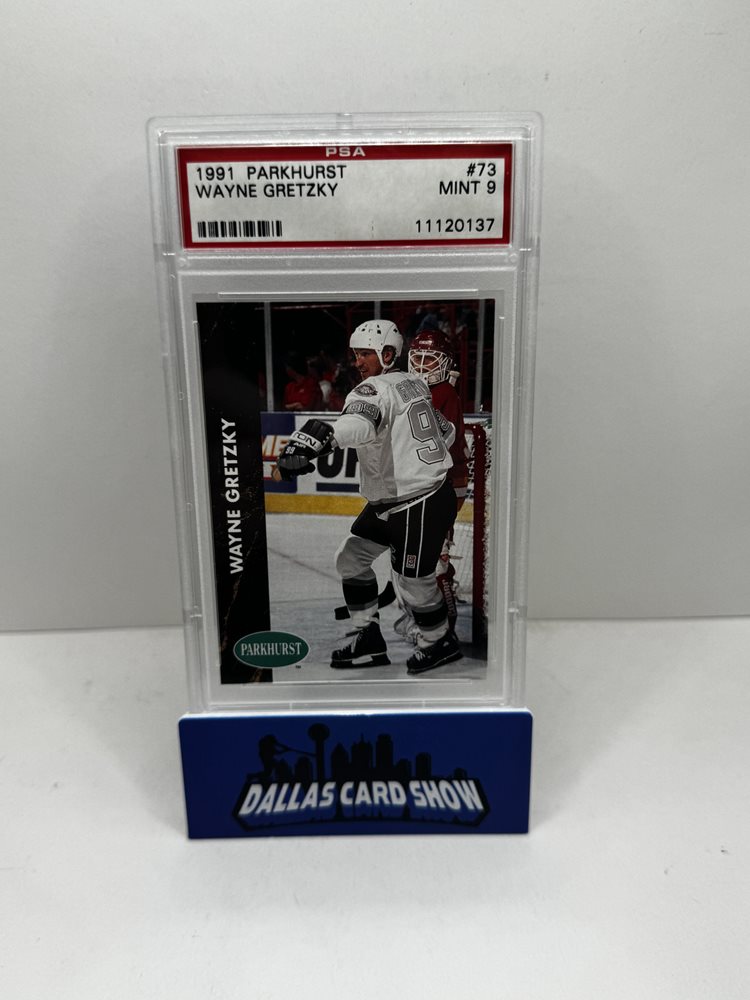 PSA
1991 PARKHURST #73
WAYNE GRETZKY MINT 9
11120137
WAYNE GRETZKY
PARKHURST
DALLAS CARD SHOW